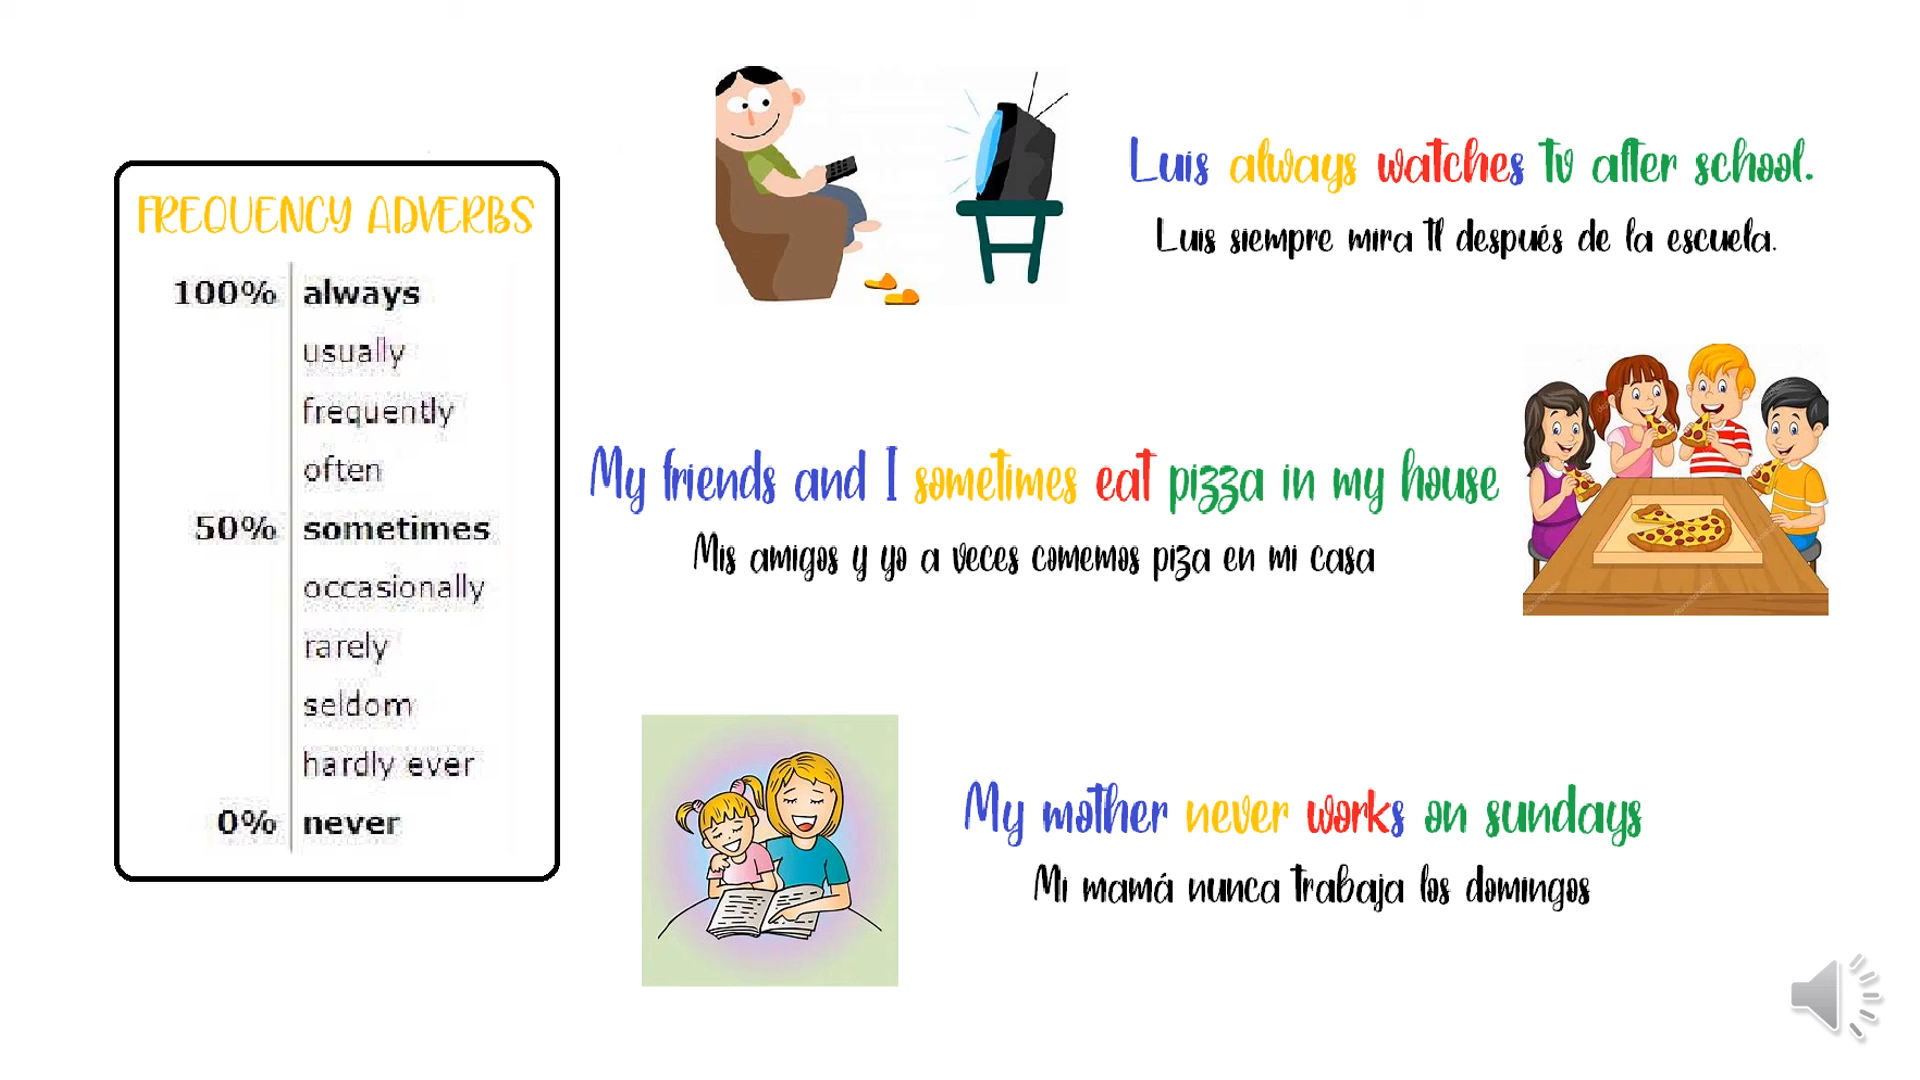 FREQUENCY ADVERBS
100% always
usually
frequently
often
50% sometimes
occasionally
rarely
seldom
hardly ever
0% never
Luis always watches tv after school.
Luis siempre mira tl después de la escuela.
My friends and I sometimes eat pizza in my house
Mis amigos y yo a veces comemos piza en mi casa
My mother never works on sundays
Mi mamá nunca trabaja los domingos